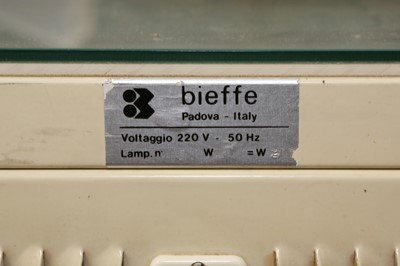 bieffe
Padova - Italy
Voltaggio 220 V - 50 Hz
Lamp. n° W = W